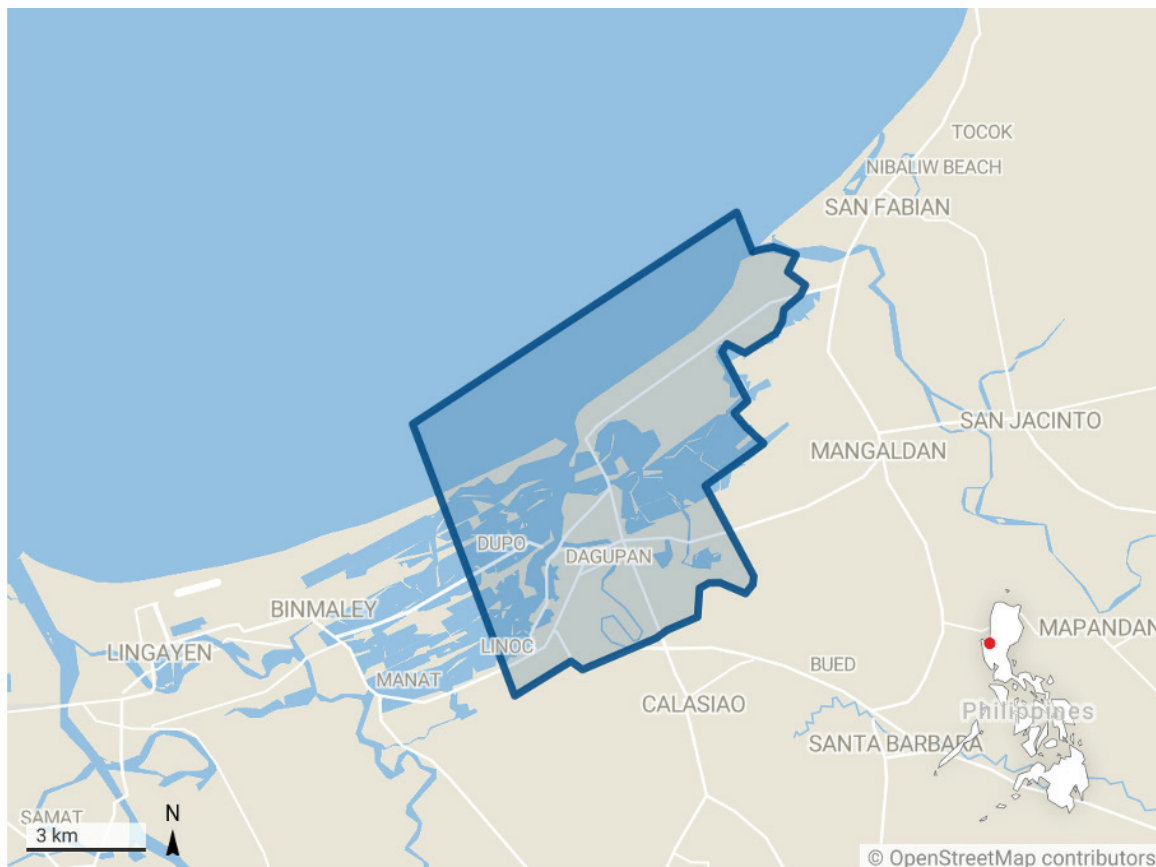 TOCOK
NIBALIW BEACH
SAN FABIAN
SAN JACINTO
MANGALDAN
DUPO
DAGUPAN
BINMALEY
LINGAYEN
LINOC
MANAT
MAPANDAN
BUED
CALASIAO
Philippines
SANTA BARBARA
SAMAT
3 km
N
© OpenStreetMap contributors